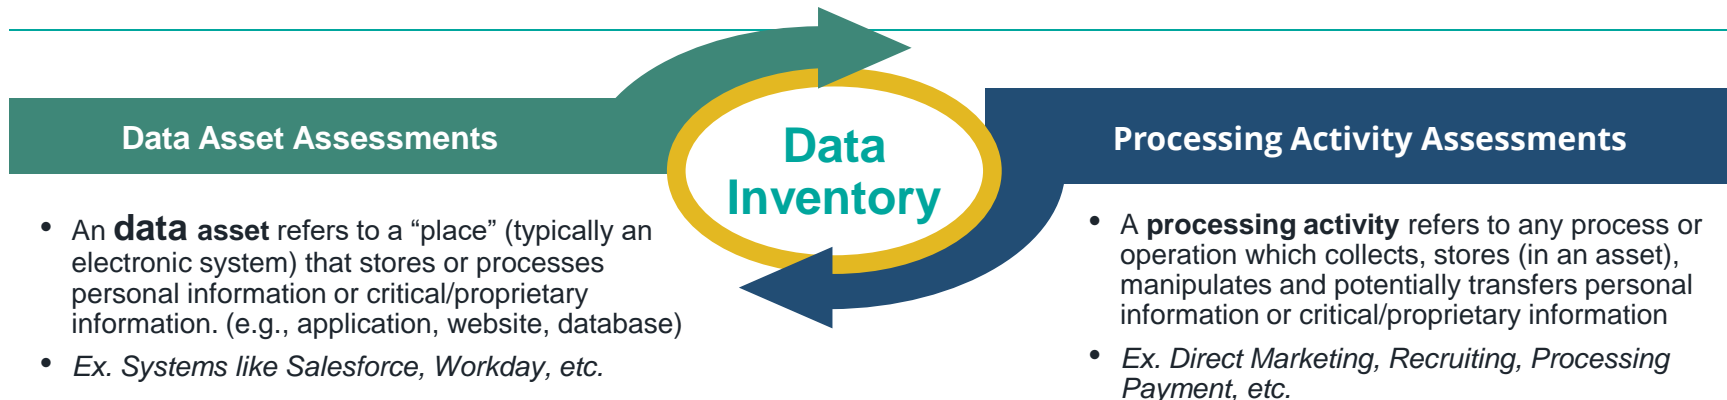 Data Asset Assessments
• An data asset refers to a “place” (typically an
electronic system) that stores or processes
personal information or critical/proprietary
information. (e.g., application, website, database)
• Ex. Systems like Salesforce, Workday, etc.
Data
Inventory
Processing Activity Assessments
• A processing activity refers to any process or
operation which collects, stores (in an asset),
manipulates and potentially transfers personal
information or critical/proprietary information
• Ex. Direct Marketing, Recruiting, Processing
Payment, etc.